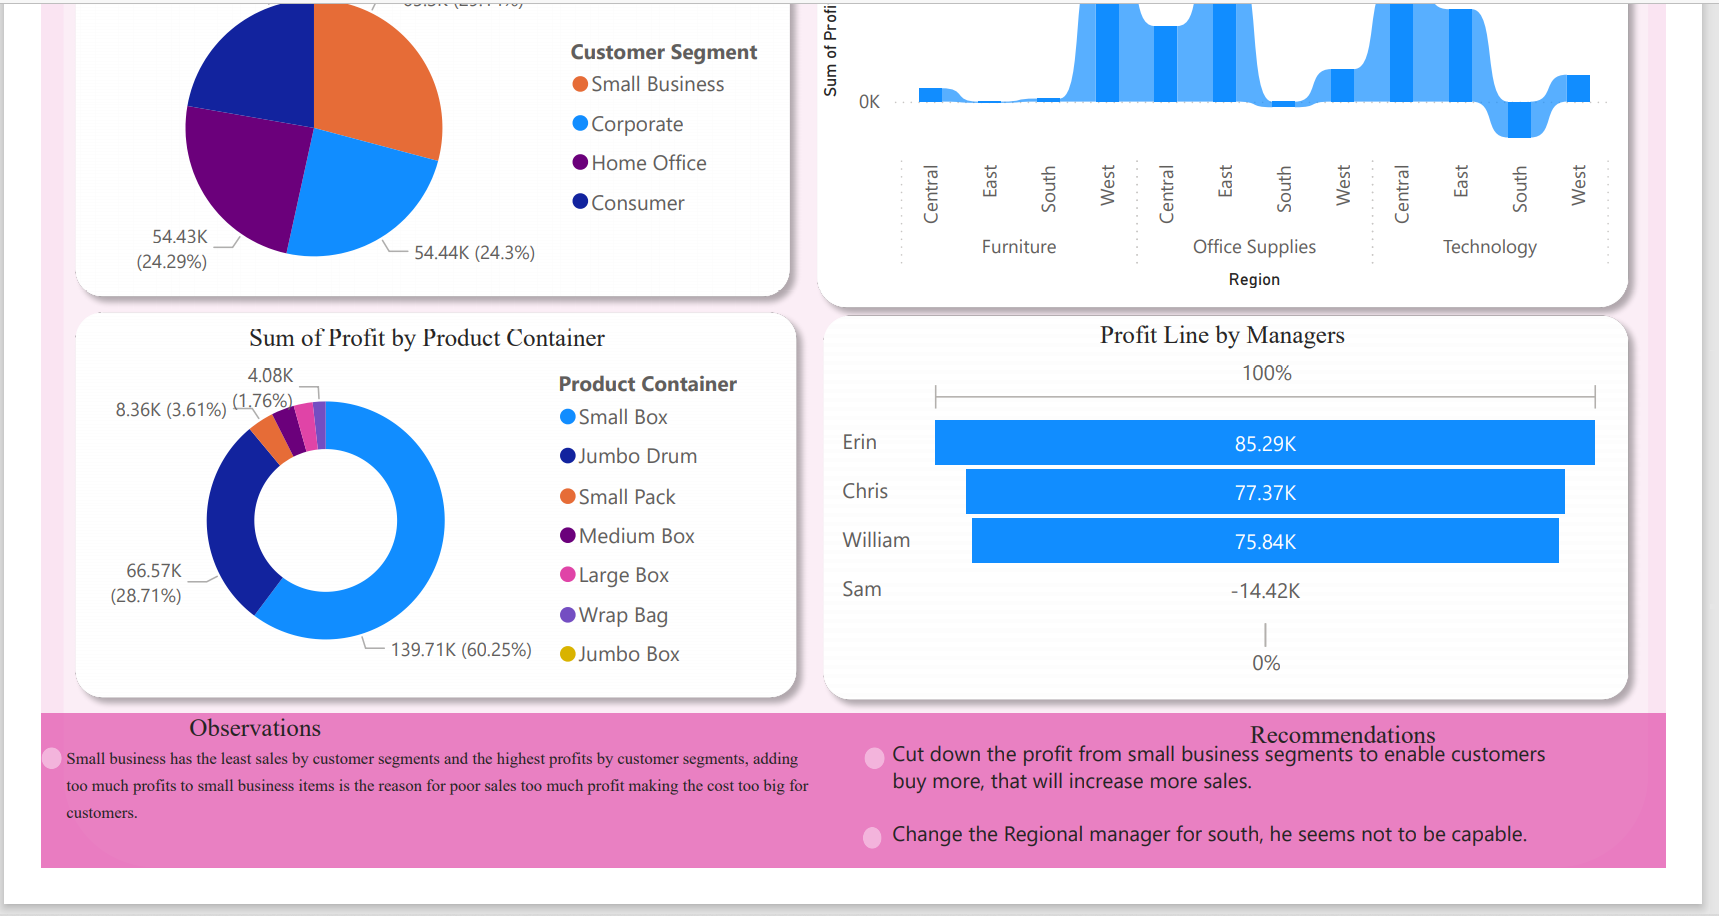 Customer Segment
Small Business
Corporate
Home Office
Consumer
54.43K
(24.29%)
54.44K (24.3%)
Sum of Profi
0K
Central
East
South
West
Central
East
South
West
Central
East
South
West
Furniture
Office Supplies
Technology
Region
Sum of Profit by Product Container
4.08K
(1.76%)
8.36K (3.61%)
66.57K
(28.71%)
139.71K (60.25%)
Product Container
Small Box
Jumbo Drum
Small Pack
Medium Box
Large Box
Wrap Bag
Jumbo Box
Profit Line by Managers
100%
Erin
85.29K
Chris
77.37K
William
75.84K
Sam
-14.42K
0%
Observations
Small business has the least sales by customer segments and the highest profits by customer segments, adding
too much profits to small business items is the reason for poor sales too much profit making the cost too big for
customers.
Recommendations
Cut down the profit from small business segments to enable customers
buy more, that will increase more sales.
Change the Regional manager for south, he seems not to be capable.